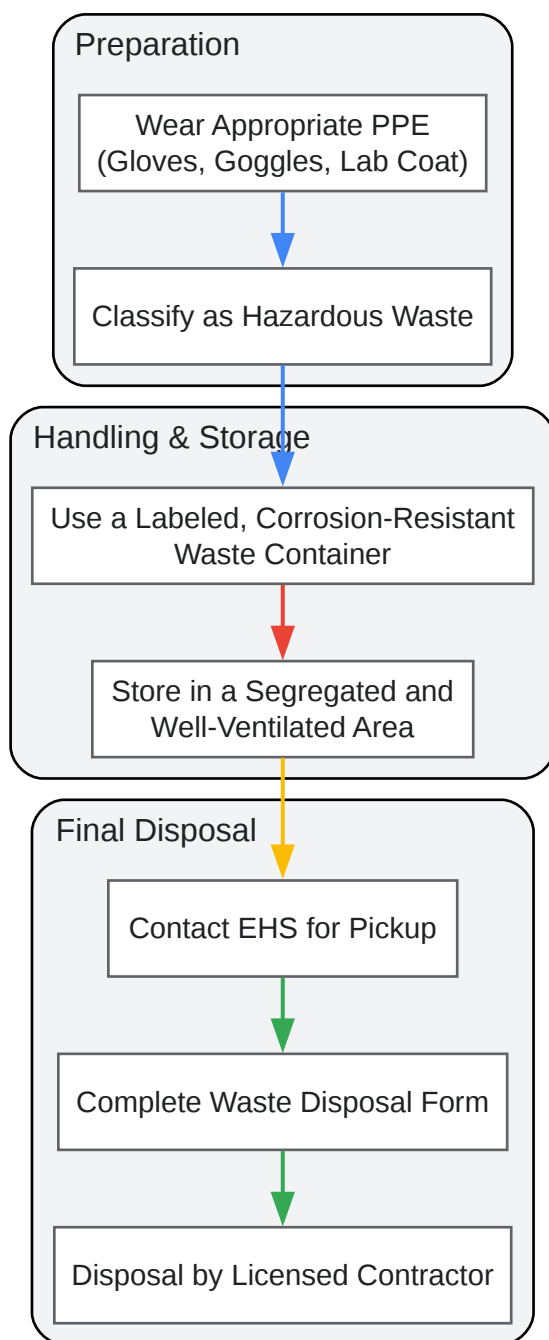 Preparation
Wear Appropriate PPE
(Gloves, Goggles, Lab Coat)
Classify as Hazardous Waste
Handling & Storage
Use a Labeled, Corrosion-Resistant
Waste Container
Store in a Segregated and
Well-Ventilated Area
Final Disposal
Contact EHS for Pickup
Complete Waste Disposal Form
Disposal by Licensed Contractor